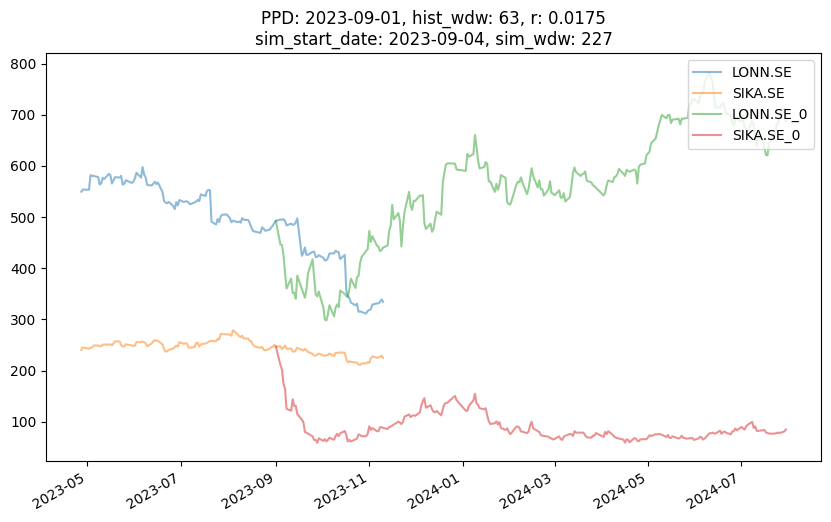 PPD: 2023-09-01, hist_wdw: 63, r: 0.0175
sim_start_date: 2023-09-04, sim_wdw: 227
800
700
600
500
400
300
200
100
LONN.SE
SIKA.SE
LONN.SE_0
SIKA.SE_0
2023-05
2023-07
2023-09
2023-11
2024-01
2024-03
2024-05
2024-07